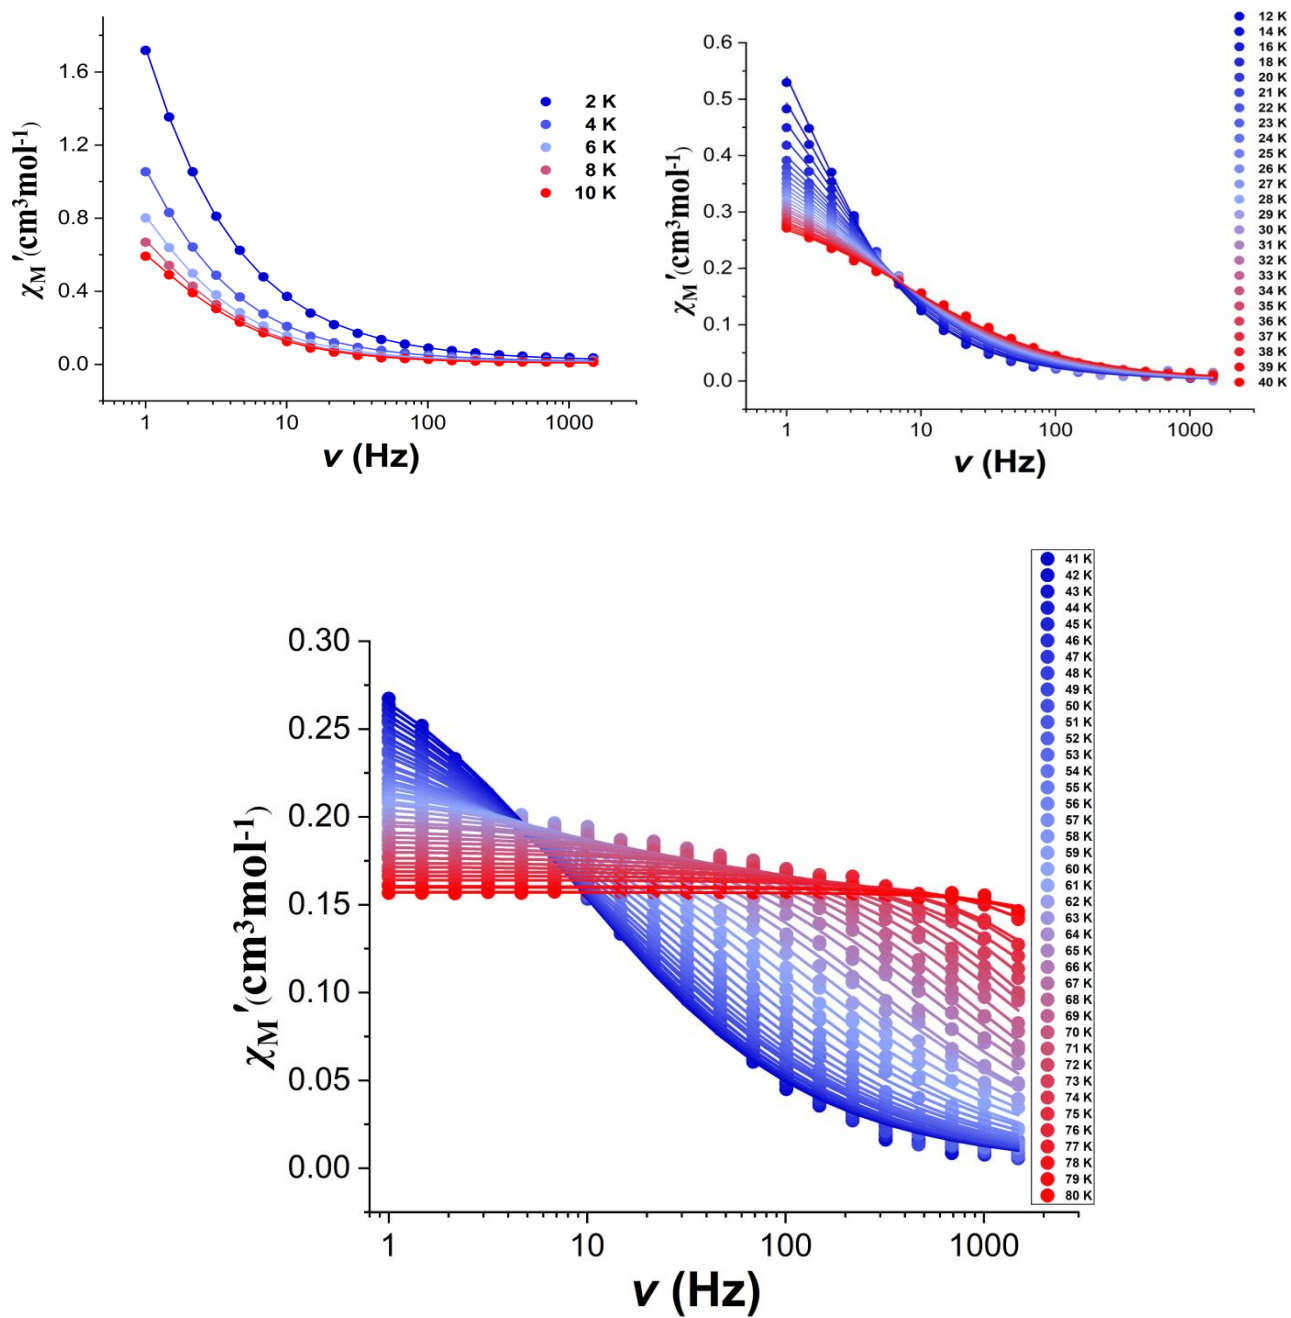 1.6
1.2
0.8
0.4
0.0
χM′(cm³mol⁻¹)
1 10 100 1000
ν (Hz)
2 K
4 K
6 K
8 K
10 K
0.6
0.5
0.4
0.3
0.2
0.1
0.0
χM′(cm³mol⁻¹)
1 10 100 1000
ν (Hz)
12 K
14 K
16 K
18 K
20 K
21 K
22 K
23 K
24 K
25 K
26 K
27 K
28 K
29 K
30 K
31 K
32 K
33 K
34 K
35 K
36 K
37 K
38 K
39 K
40 K
0.30
0.25
0.20
0.15
0.10
0.05
0.00
χM′(cm³mol⁻¹)
1 10 100 1000
ν (Hz)
41 K
42 K
43 K
44 K
45 K
46 K
47 K
48 K
49 K
50 K
51 K
52 K
53 K
54 K
55 K
56 K
57 K
58 K
59 K
60 K
61 K
62 K
63 K
64 K
65 K
66 K
67 K
68 K
69 K
70 K
71 K
72 K
73 K
74 K
75 K
76 K
77 K
78 K
79 K
80 K